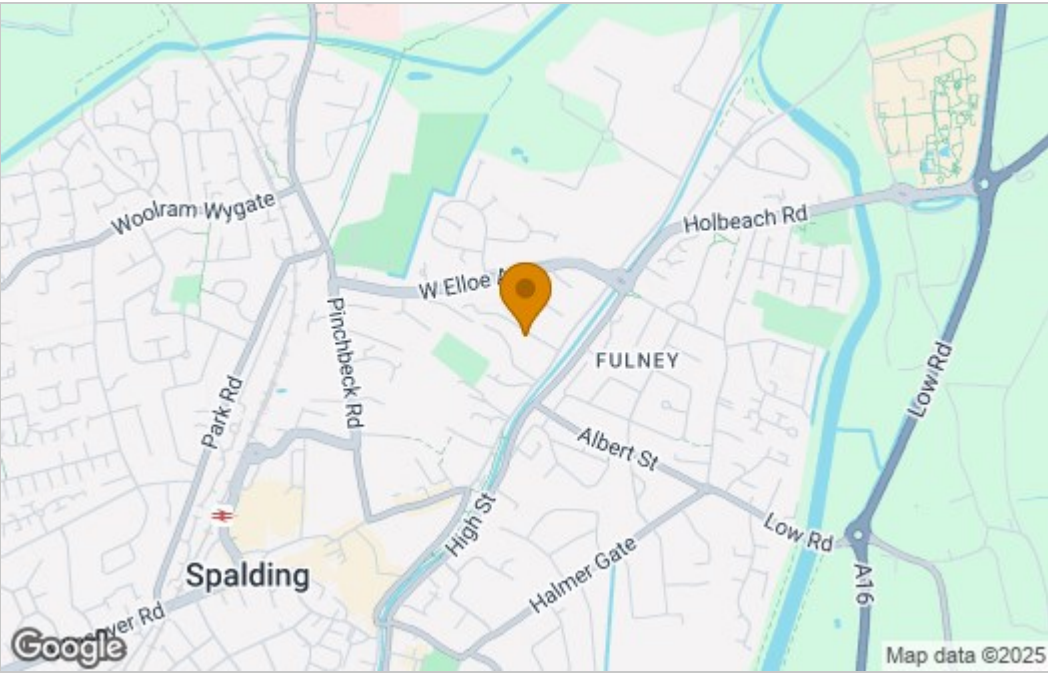 Woolram Wygate
Holbeach Rd
W Elloe
Pinchbeck Rd
FULNEY
Low Rd
Park Rd
Albert St
High St
Low Rd
Halmer Gate
A16
Spalding
Rd
Google
Map data ©2025